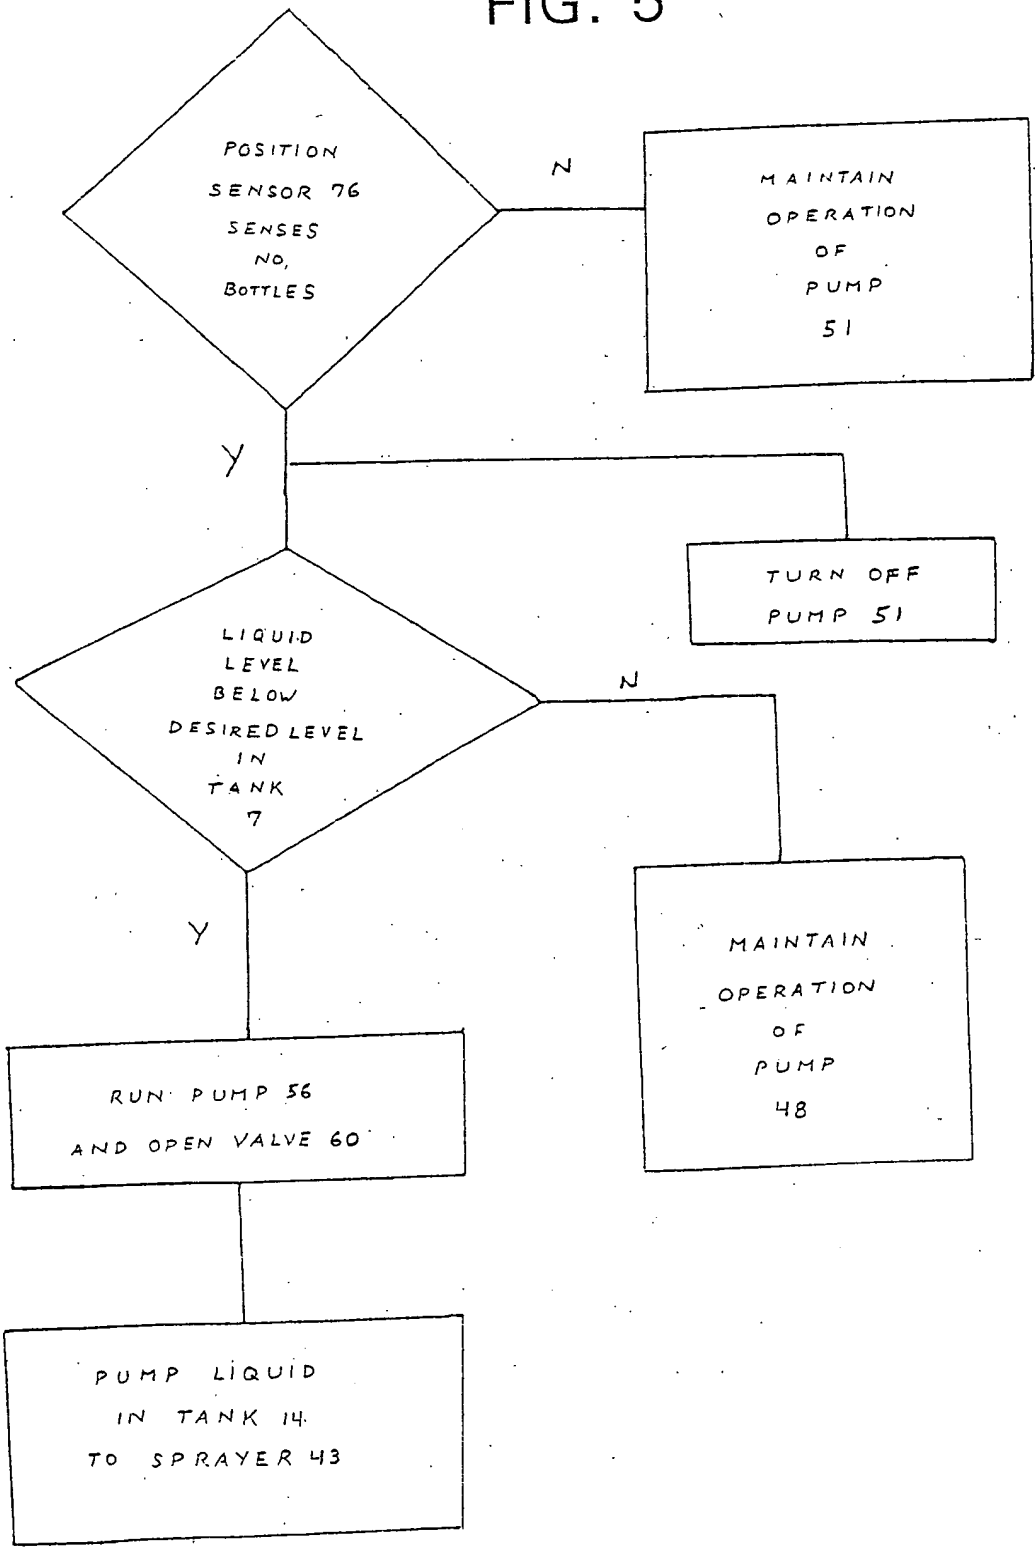 FIG. 5
POSITION
SENSOR 76
SENSES
NO,
BOTTLES
N
MAINTAIN
OPERATION
OF
PUMP
51
Y
TURN OFF
PUMP 51
LIQUID
LEVEL
BELOW
DESIRED LEVEL
IN
TANK
7
N
MAINTAIN
OPERATION
OF
PUMP
48
Y
RUN PUMP 56
AND OPEN VALVE 60
PUMP LIQUID
IN TANK 14
TO SPRAYER 43